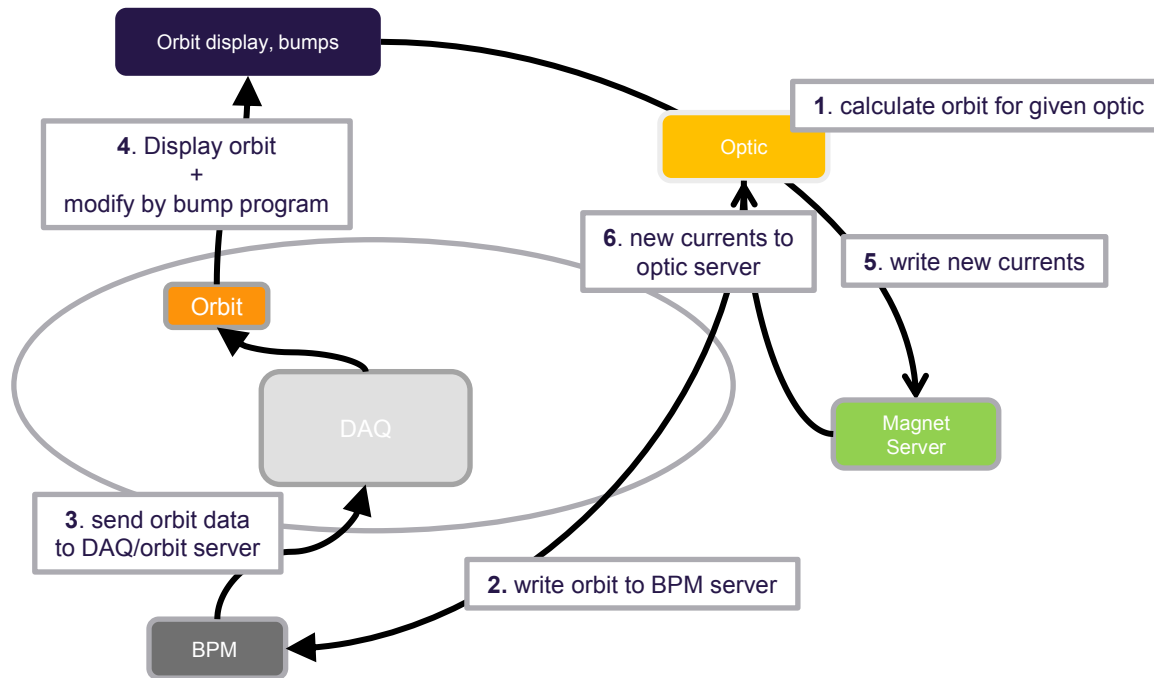 Orbit display, bumps
1. calculate orbit for given optic
4. Display orbit
+
modify by bump program
Optic
6. new currents to
optic server
5. write new currents
Orbit
DAQ
Magnet
Server
3. send orbit data
to DAQ/orbit server
2. write orbit to BPM server
BPM